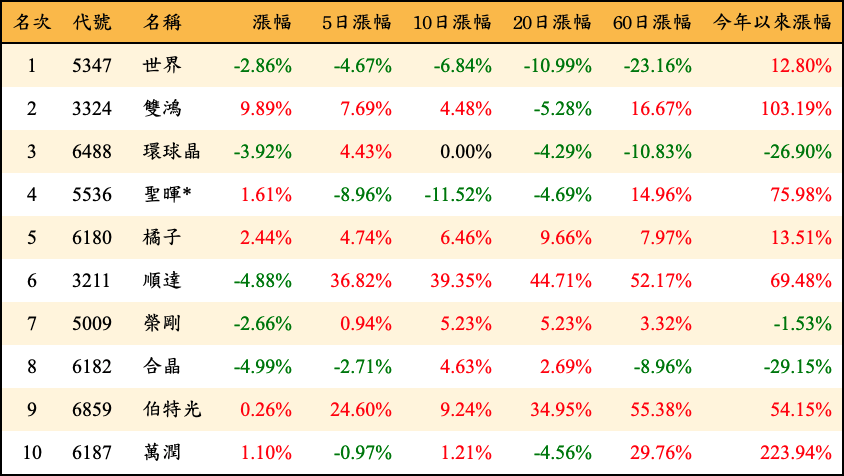 名次 代號 名稱 漲幅 5日漲幅 10日漲幅 20日漲幅 60日漲幅 今年以來漲幅
1 5347 世界 -2.86% -4.67% -6.84% -10.99% -23.16% 12.80%
2 3324 雙鴻 9.89% 7.69% 4.48% -5.28% 16.67% 103.19%
3 6488 環球晶 -3.92% 4.43% 0.00% -4.29% -10.83% -26.90%
4 5536 聖暉* 1.61% -8.96% -11.52% -4.69% 14.96% 75.98%
5 6180 橘子 2.44% 4.74% 6.46% 9.66% 7.97% 13.51%
6 3211 順達 -4.88% 36.82% 39.35% 44.71% 52.17% 69.48%
7 5009 榮剛 -2.66% 0.94% 5.23% 5.23% 3.32% -1.53%
8 6182 合晶 -4.99% -2.71% 4.63% 2.69% -8.96% -29.15%
9 6859 伯特光 0.26% 24.60% 9.24% 34.95% 55.38% 54.15%
10 6187 萬潤 1.10% -0.97% 1.21% -4.56% 29.76% 223.94%